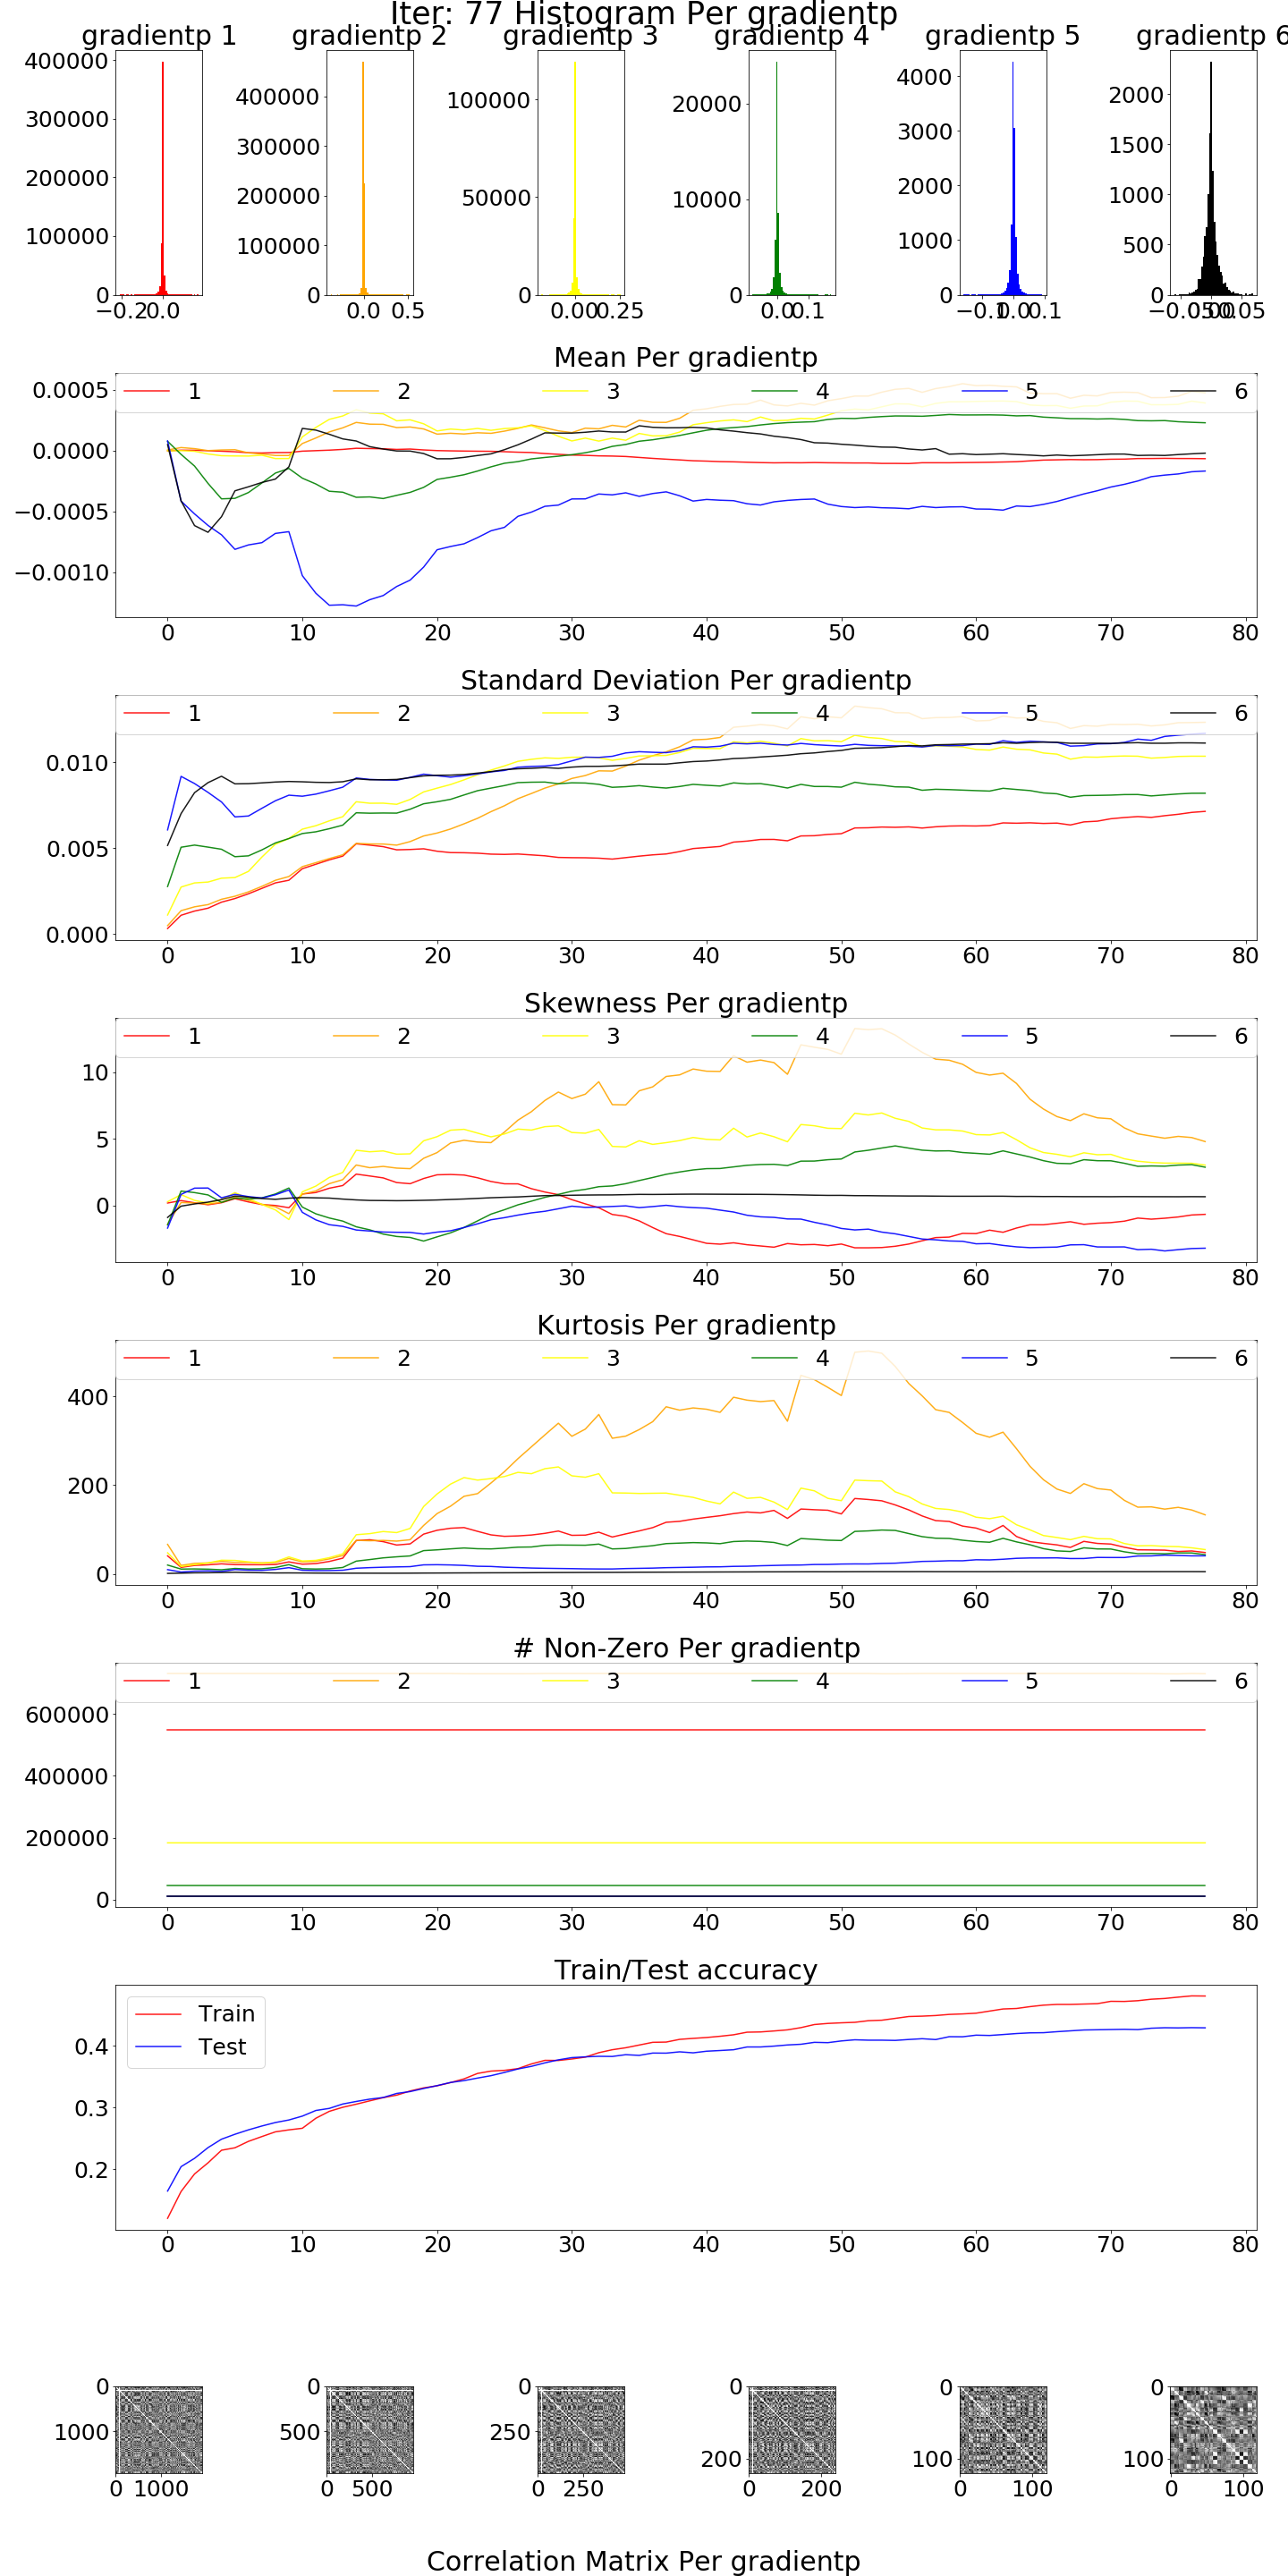 Iter: 77 Histogram Per gradientp
gradientp 1 gradientp 2 gradientp 3 gradientp 4 gradientp 5 gradientp 6
400000
300000
200000
100000
0
−0.2 0.0
400000
300000
200000
100000
0
0.0 0.5
100000
50000
0
0.00 0.25
20000
10000
0
0.0 0.1
4000
3000
2000
1000
0
−0.1 0.0 0.1
2000
1500
1000
500
0
−0.05 0.00 0.05
Mean Per gradientp
1 2 3 4 5 6
0.0005
0.0000
−0.0005
−0.0010
0 10 20 30 40 50 60 70 80
Standard Deviation Per gradientp
1 2 3 4 5 6
0.010
0.005
0.000
0 10 20 30 40 50 60 70 80
Skewness Per gradientp
1 2 3 4 5 6
10
5
0
0 10 20 30 40 50 60 70 80
Kurtosis Per gradientp
1 2 3 4 5 6
400
200
0
0 10 20 30 40 50 60 70 80
# Non-Zero Per gradientp
1 2 3 4 5 6
600000
400000
200000
0
0 10 20 30 40 50 60 70 80
Train/Test accuracy
Train
Test
0.4
0.3
0.2
0 10 20 30 40 50 60 70 80
0
1000
0 1000
0
500
0 500
0
250
0 250
0
200
0 200
0
100
0 100
0
100
0 100
Correlation Matrix Per gradientp